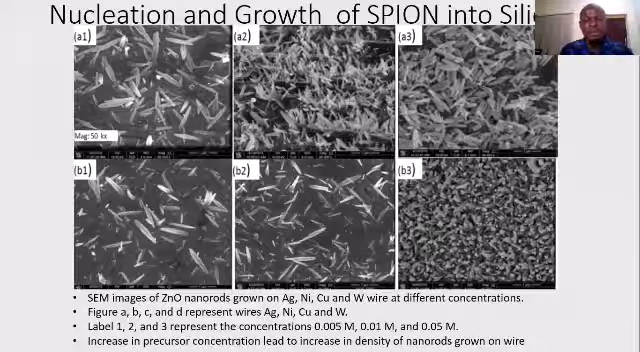 Nucleation and Growth of SPION into Sili
(a1)
(a2)
(a3)
Mag: 50 kx
(b1)
(b2)
(b3)
• SEM images of ZnO nanorods grown on Ag, Ni, Cu and W wire at different concentrations.
• Figure a, b, c, and d represent wires Ag, Ni, Cu and W.
• Label 1, 2, and 3 represent the concentrations 0.005 M, 0.01 M, and 0.05 M.
• Increase in precursor concentration lead to increase in density of nanorods grown on wire